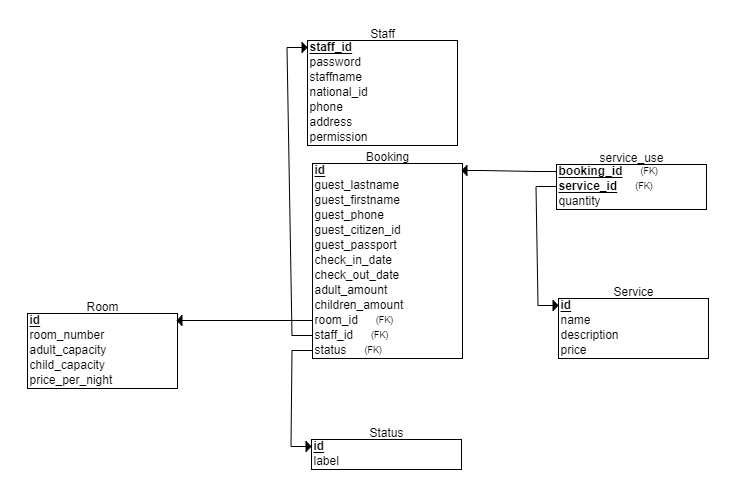 Staff
staff_id
password
staffname
national_id
phone
address
permission
Booking
id
guest_lastname
guest_firstname
guest_phone
guest_citizen_id
guest_passport
check_in_date
check_out_date
adult_amount
children_amount
room_id (FK)
staff_id (FK)
status (FK)
service_use
booking_id (FK)
service_id (FK)
quantity
Service
id
name
description
price
Room
id
room_number
adult_capacity
child_capacity
price_per_night
Status
id
label